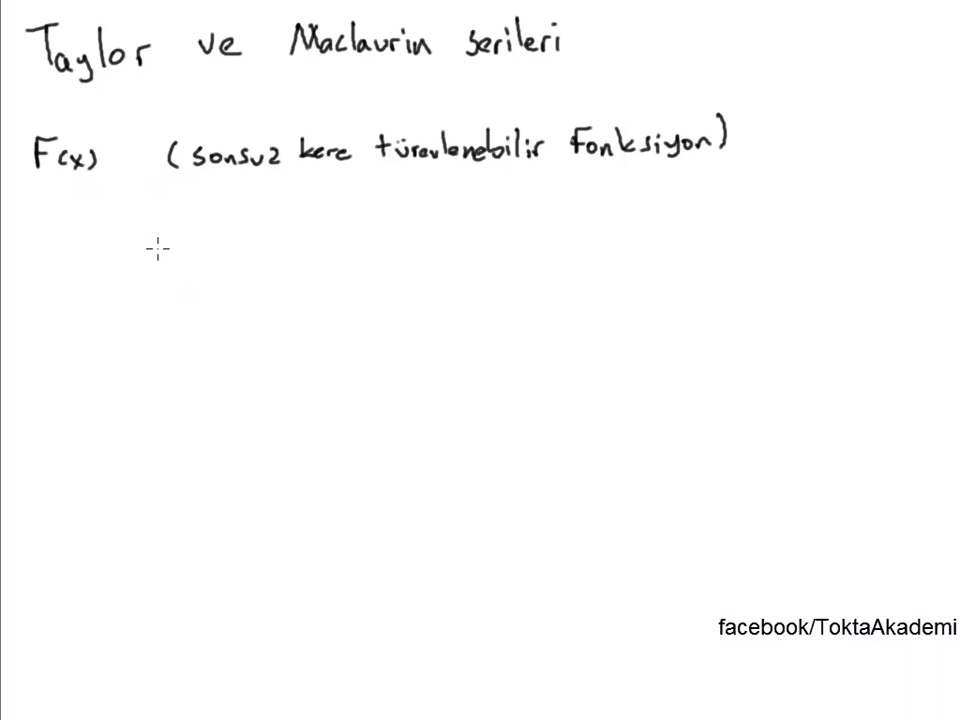 Taylor ve Maclaurin Serileri
F(x) (sonsuz kere türevlenebilir Fonksiyon)
facebook/ToktaAkademi